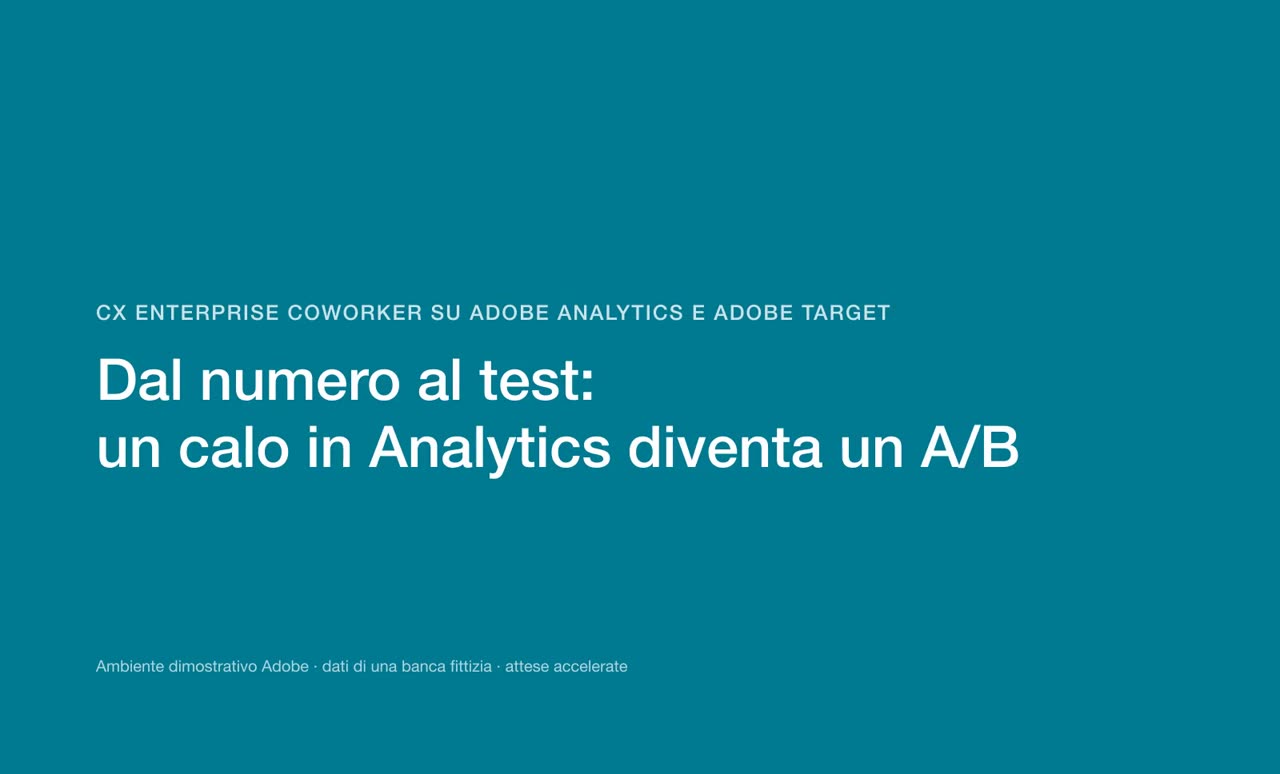 CX ENTERPRISE COWORKER SU ADOBE ANALYTICS E ADOBE TARGET
Dal numero al test:
un calo in Analytics diventa un A/B
Ambiente dimostrativo Adobe · dati di una banca fittizia · attese accelerate